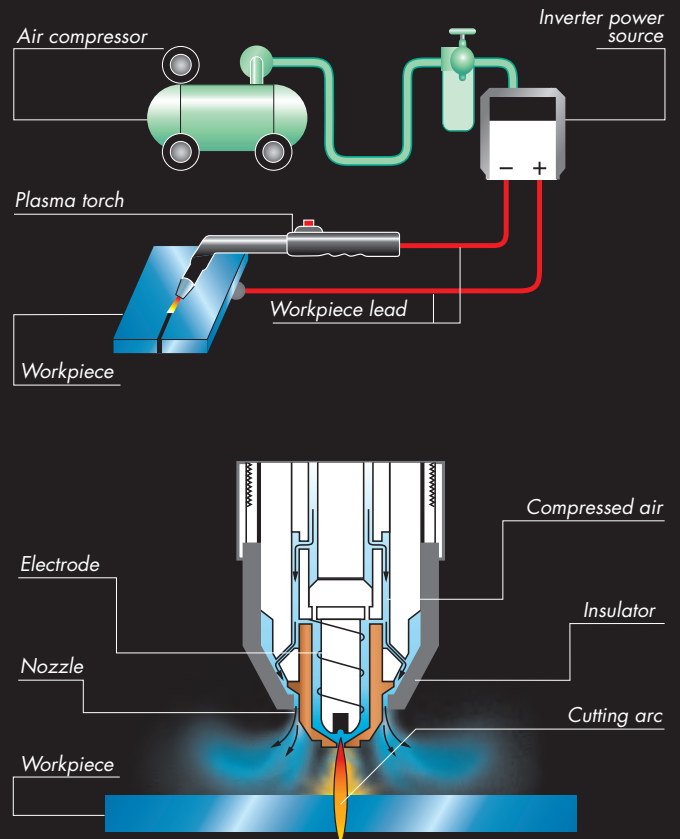 Air compressor
Inverter power
source
− +
Plasma torch
Workpiece lead
Workpiece
Compressed air
Electrode
Insulator
Nozzle
Cutting arc
Workpiece